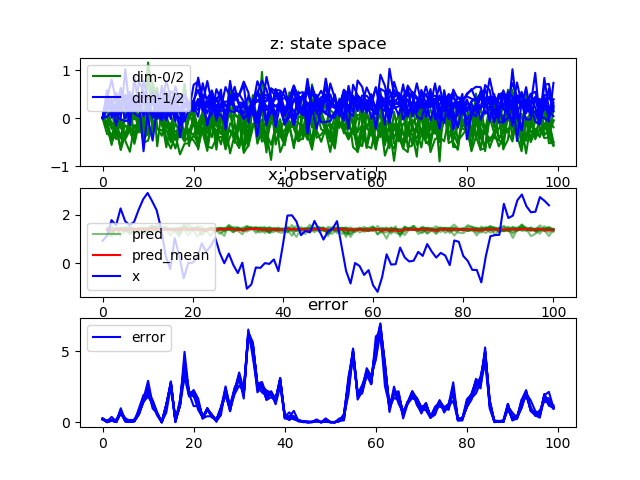 z: state space
1
0
−1
dim-0/2
dim-1/2
0 20 40 60 80 100
x: observation
2
0
pred
pred_mean
x
0 20 40 60 80 100
error
5
0
error
0 20 40 60 80 100